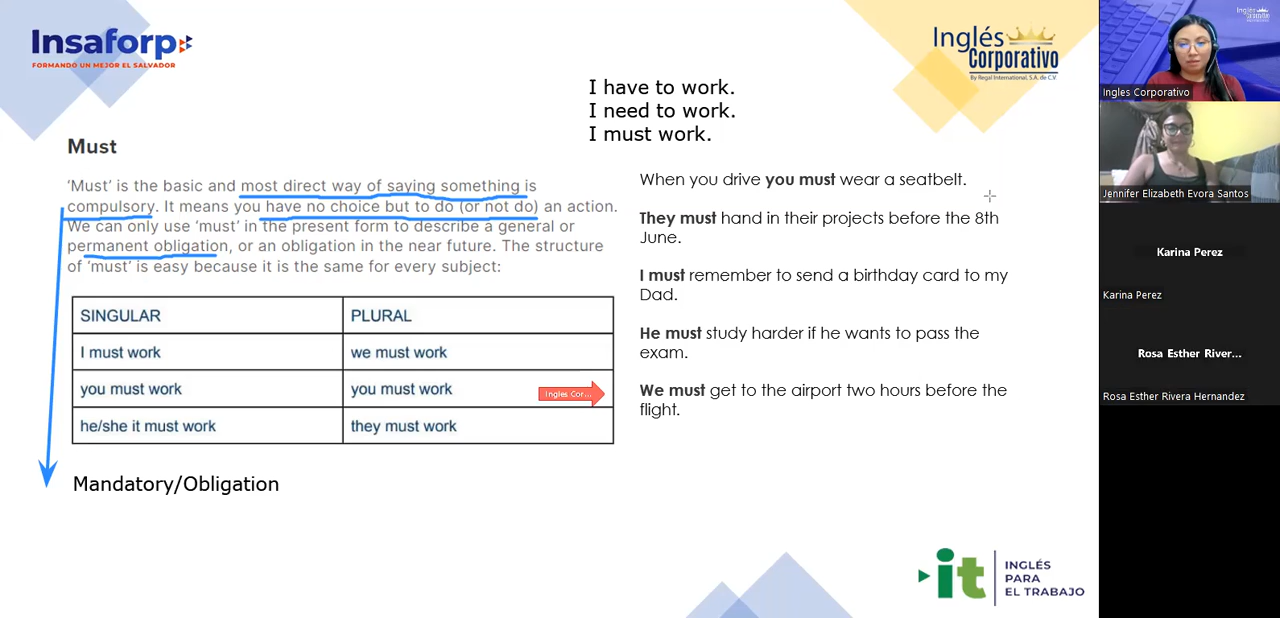 Insaforp
FORMANDO UN MEJOR EL SALVADOR
Inglés
Corporativo
By Regal International, S.A. de C.V.
I have to work.
I need to work.
I must work.
Must
‘Must’ is the basic and most direct way of saying something is
compulsory. It means you have no choice but to do (or not do) an action.
We can only use ‘must’ in the present form to describe a general or
permanent obligation, or an obligation in the near future. The structure
of ‘must’ is easy because it is the same for every subject:
SINGULAR PLURAL
I must work we must work
you must work you must work
he/she it must work they must work
Ingles Cor...
Mandatory/Obligation
When you drive you must wear a seatbelt.
They must hand in their projects before the 8th
June.
I must remember to send a birthday card to my
Dad.
He must study harder if he wants to pass the
exam.
We must get to the airport two hours before the
flight.
it
INGLÉS
PARA
EL TRABAJO
Inglés
Corporativo
Ingles Corporativo
Jennifer Elizabeth Evora Santos
Karina Perez
Karina Perez
Rosa Esther River...
Rosa Esther Rivera Hernandez